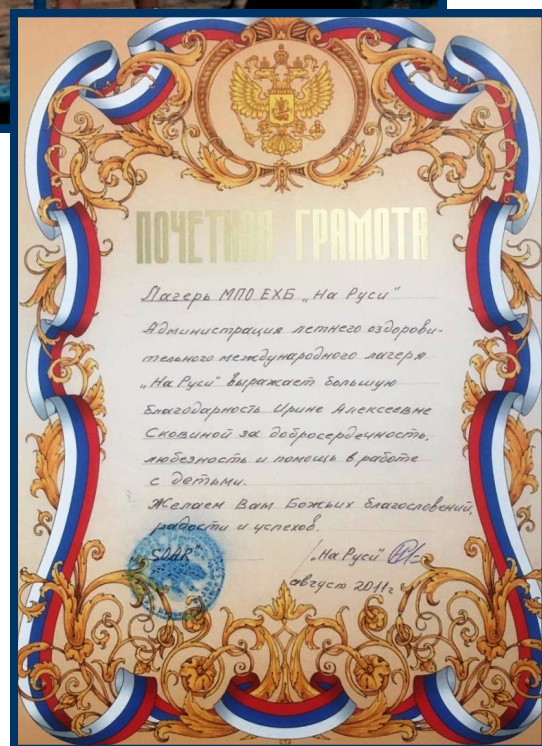 ПОЧЕТНАЯ ГРАМОТА
Лагерь МПО ЕХБ „На Руси"
Администрация летнего оздорови-
тельного международного лагеря
„На Руси" выражает большую
благодарность Ирине Алексеевне
Сковиной за добросердечность,
любезность и помощь в работе
с детьми.
Желаем Вам Божьих благословений,
радости и успехов.
„На Руси"
август 2011г